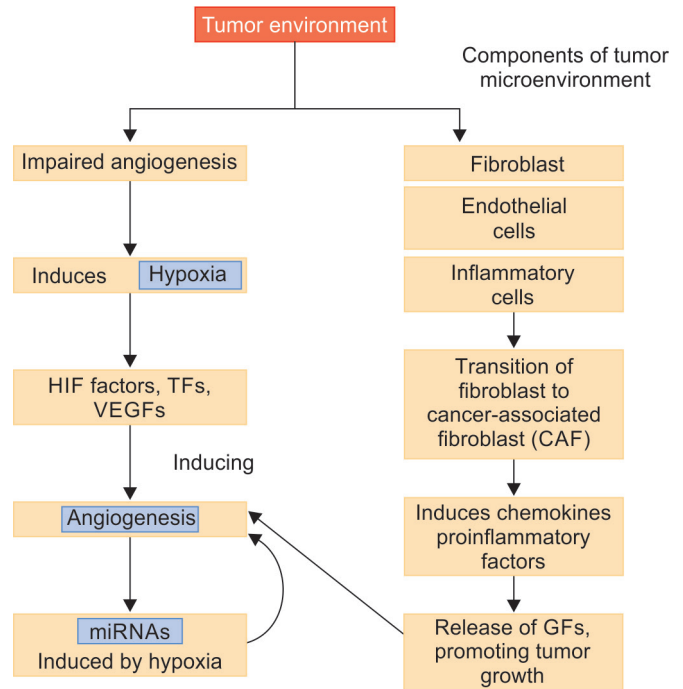 Tumor environment
Components of tumor
microenvironment
Impaired angiogenesis
Induces Hypoxia
HIF factors, TFs,
VEGFs
Inducing
Angiogenesis
miRNAs
Induced by hypoxia
Fibroblast
Endothelial
cells
Inflammatory
cells
Transition of
fibroblast to
cancer-associated
fibroblast (CAF)
Induces chemokines
proinflammatory
factors
Release of GFs,
promoting tumor
growth